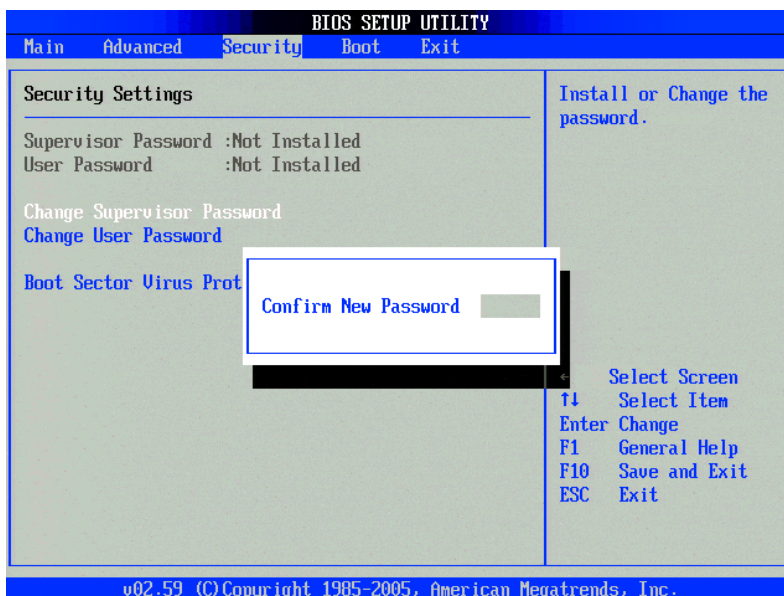 BIOS SETUP UTILITY
Main Advanced Security Boot Exit
Security Settings
Supervisor Password :Not Installed
User Password :Not Installed
Change Supervisor Password
Change User Password
Boot Sector Virus Prot
Confirm New Password
Install or Change the
password.
← Select Screen
↑↓ Select Item
Enter Change
F1 General Help
F10 Save and Exit
ESC Exit
v02.59 (C)Copyright 1985-2005, American Megatrends, Inc.